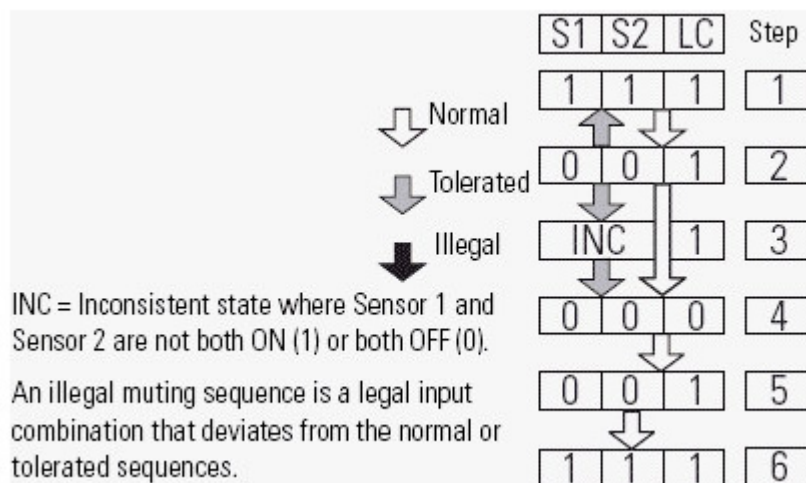 S1 S2 LC Step
1 1 1 1
Normal
0 0 1 2
Tolerated
INC 1 3
Illegal
INC = Inconsistent state where Sensor 1 and
Sensor 2 are not both ON (1) or both OFF (0).
0 0 0 4
An illegal muting sequence is a legal input
combination that deviates from the normal or
tolerated sequences.
0 0 1 5
1 1 1 6